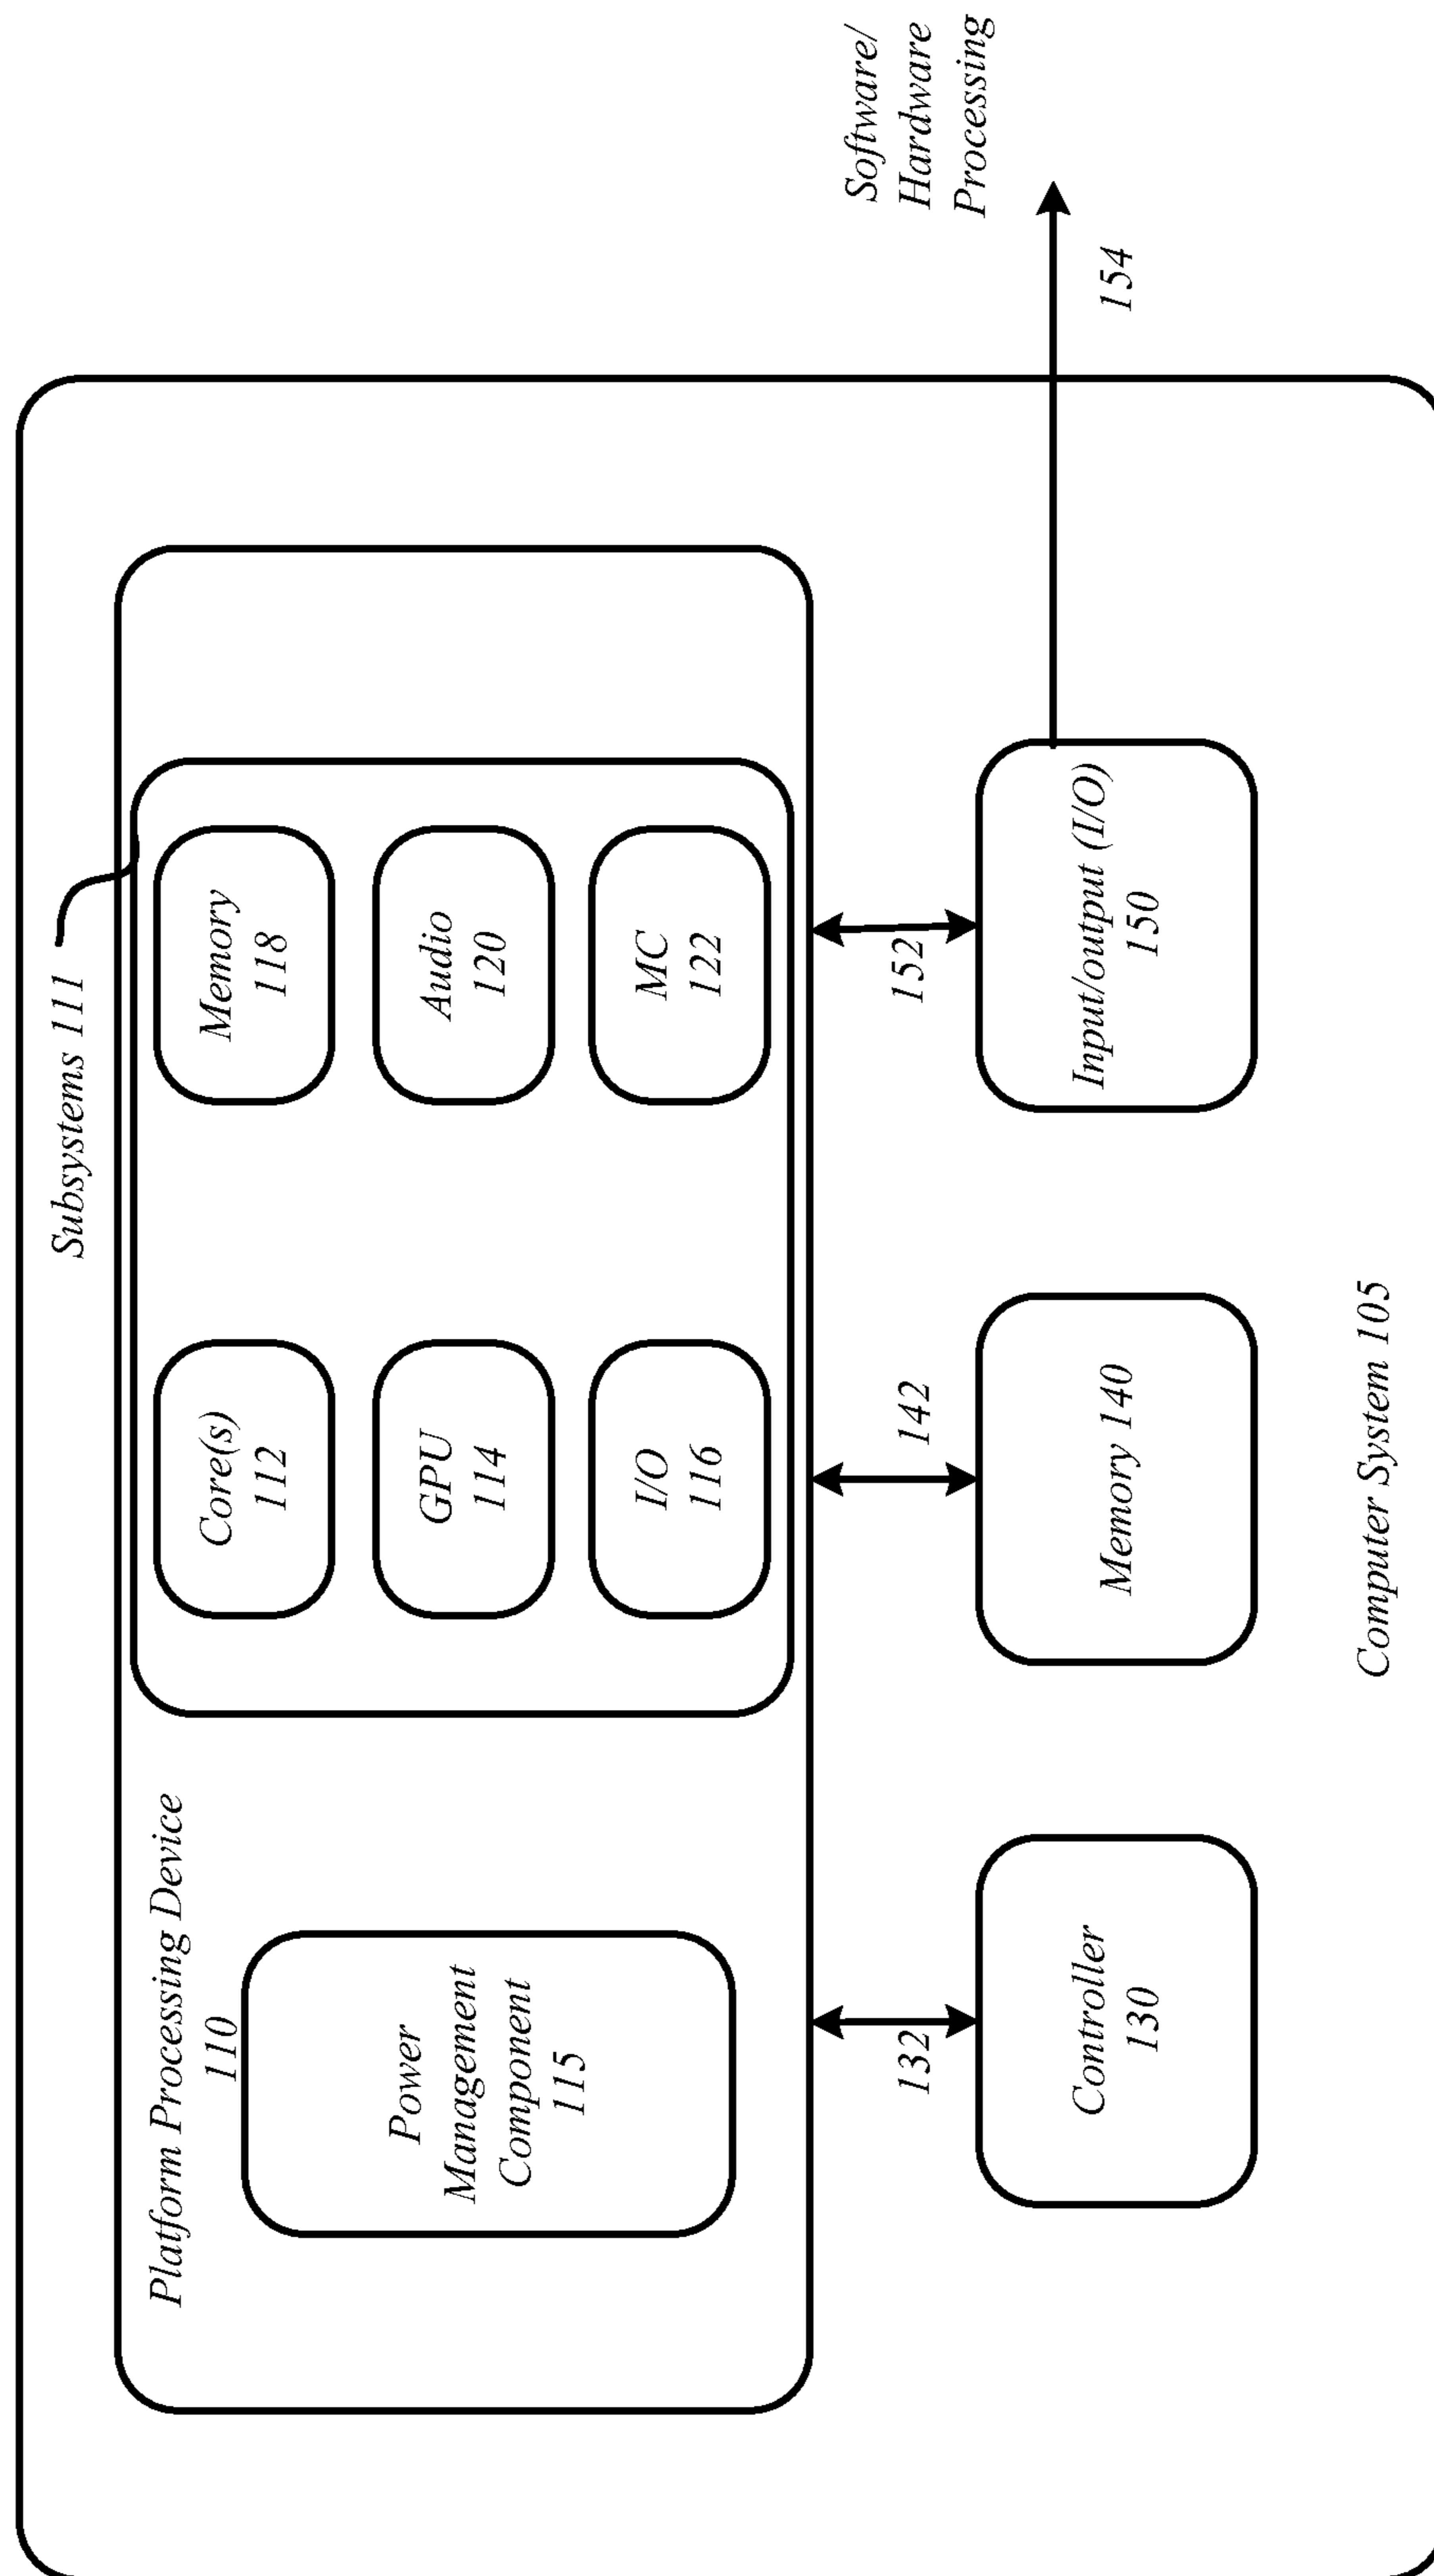 Subsystems 111
Platform Processing Device
110
Power
Management
Component
115
Core(s)
112
Memory
118
GPU
114
Audio
120
I/O
116
MC
122
132
142
152
Controller
130
Memory 140
Input/output (I/O)
150
154
Software/
Hardware
Processing
Computer System 105